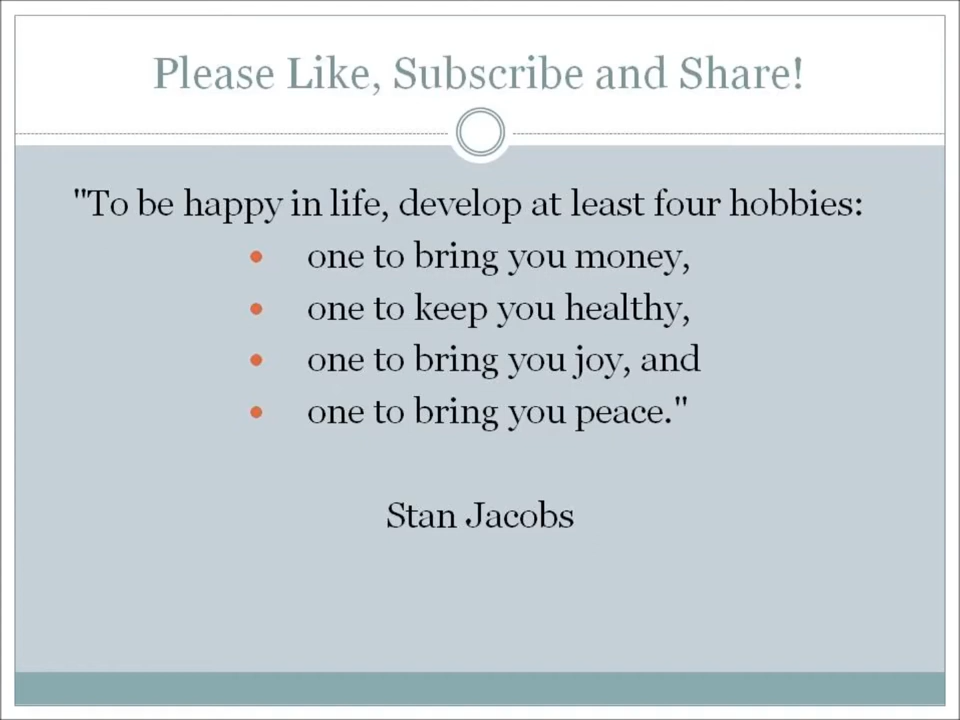 Please Like, Subscribe and Share!
"To be happy in life, develop at least four hobbies:
• one to bring you money,
• one to keep you healthy,
• one to bring you joy, and
• one to bring you peace."
Stan Jacobs